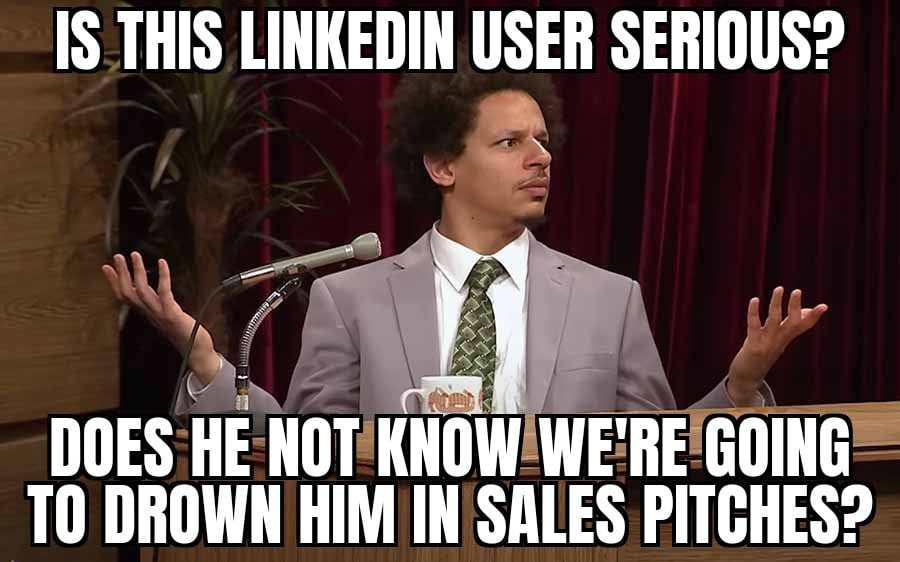 IS THIS LINKEDIN USER SERIOUS?
DOES HE NOT KNOW WE'RE GOING
TO DROWN HIM IN SALES PITCHES?